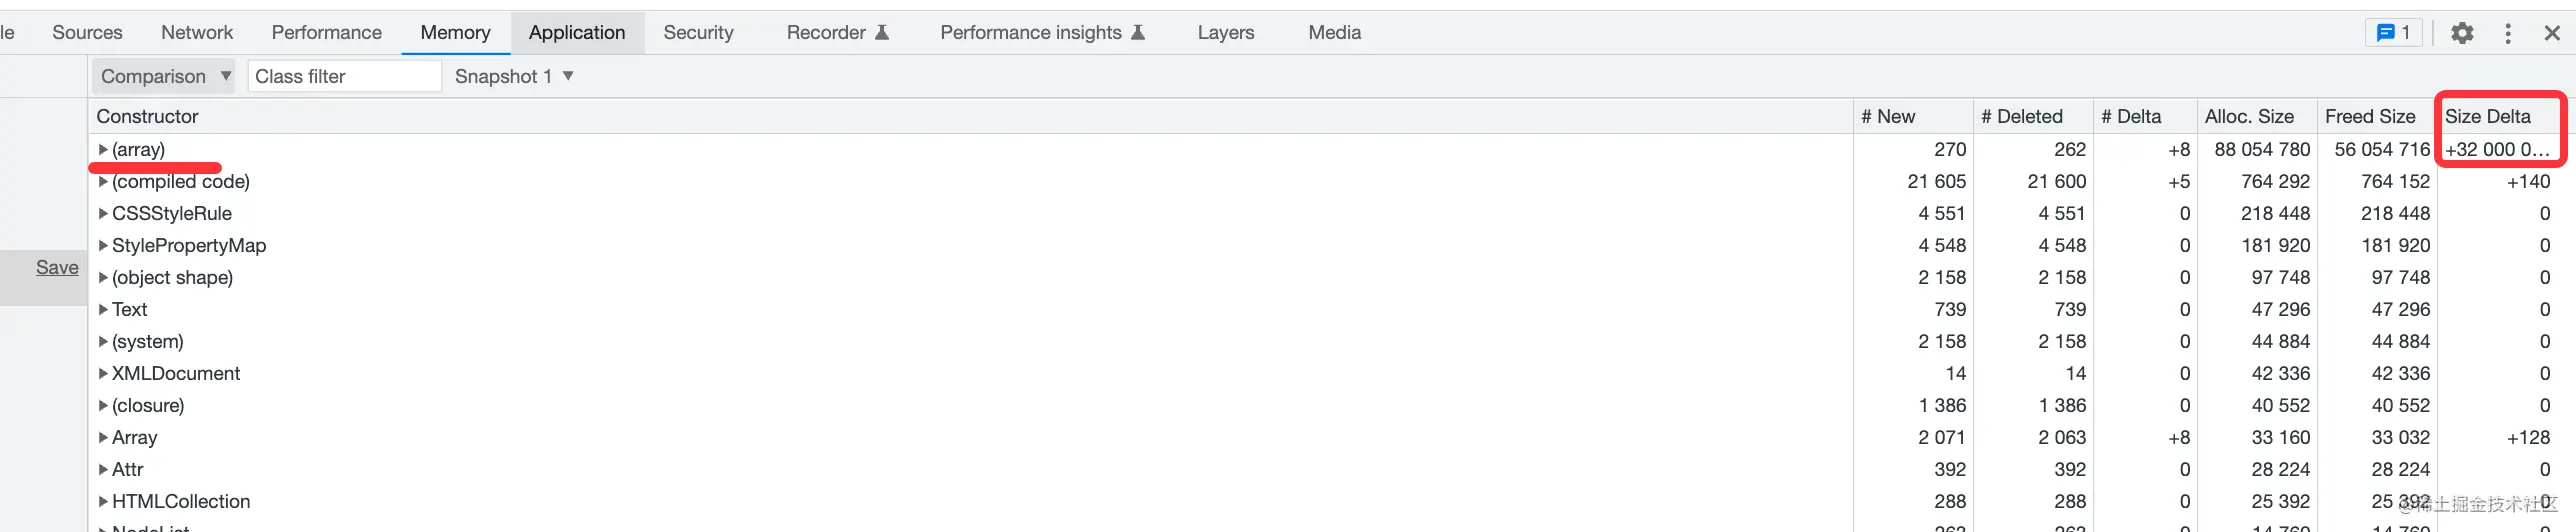 le Sources Network Performance Memory Application Security Recorder Performance insights Layers Media 1
Comparison ▼ Class filter Snapshot 1 ▼
Constructor # New # Deleted # Delta Alloc. Size Freed Size Size Delta
(array) 270 262 +8 88 054 780 56 054 716 +32 000 0…
(compiled code) 21 605 21 600 +5 764 292 764 152 +140
CSSStyleRule 4 551 4 551 0 218 448 218 448 0
StylePropertyMap 4 548 4 548 0 181 920 181 920 0
Save
(object shape) 2 158 2 158 0 97 748 97 748 0
Text 739 739 0 47 296 47 296 0
(system) 2 158 2 158 0 44 884 44 884 0
XMLDocument 14 14 0 42 336 42 336 0
(closure) 1 386 1 386 0 40 552 40 552 0
Array 2 071 2 063 +8 33 160 33 032 +128
Attr 392 392 0 28 224 28 224 0
HTMLCollection 288 288 0 25 392 25 392 0
@稀土掘金技术社区
NodeList 263 263 0 14 760 14 760 0